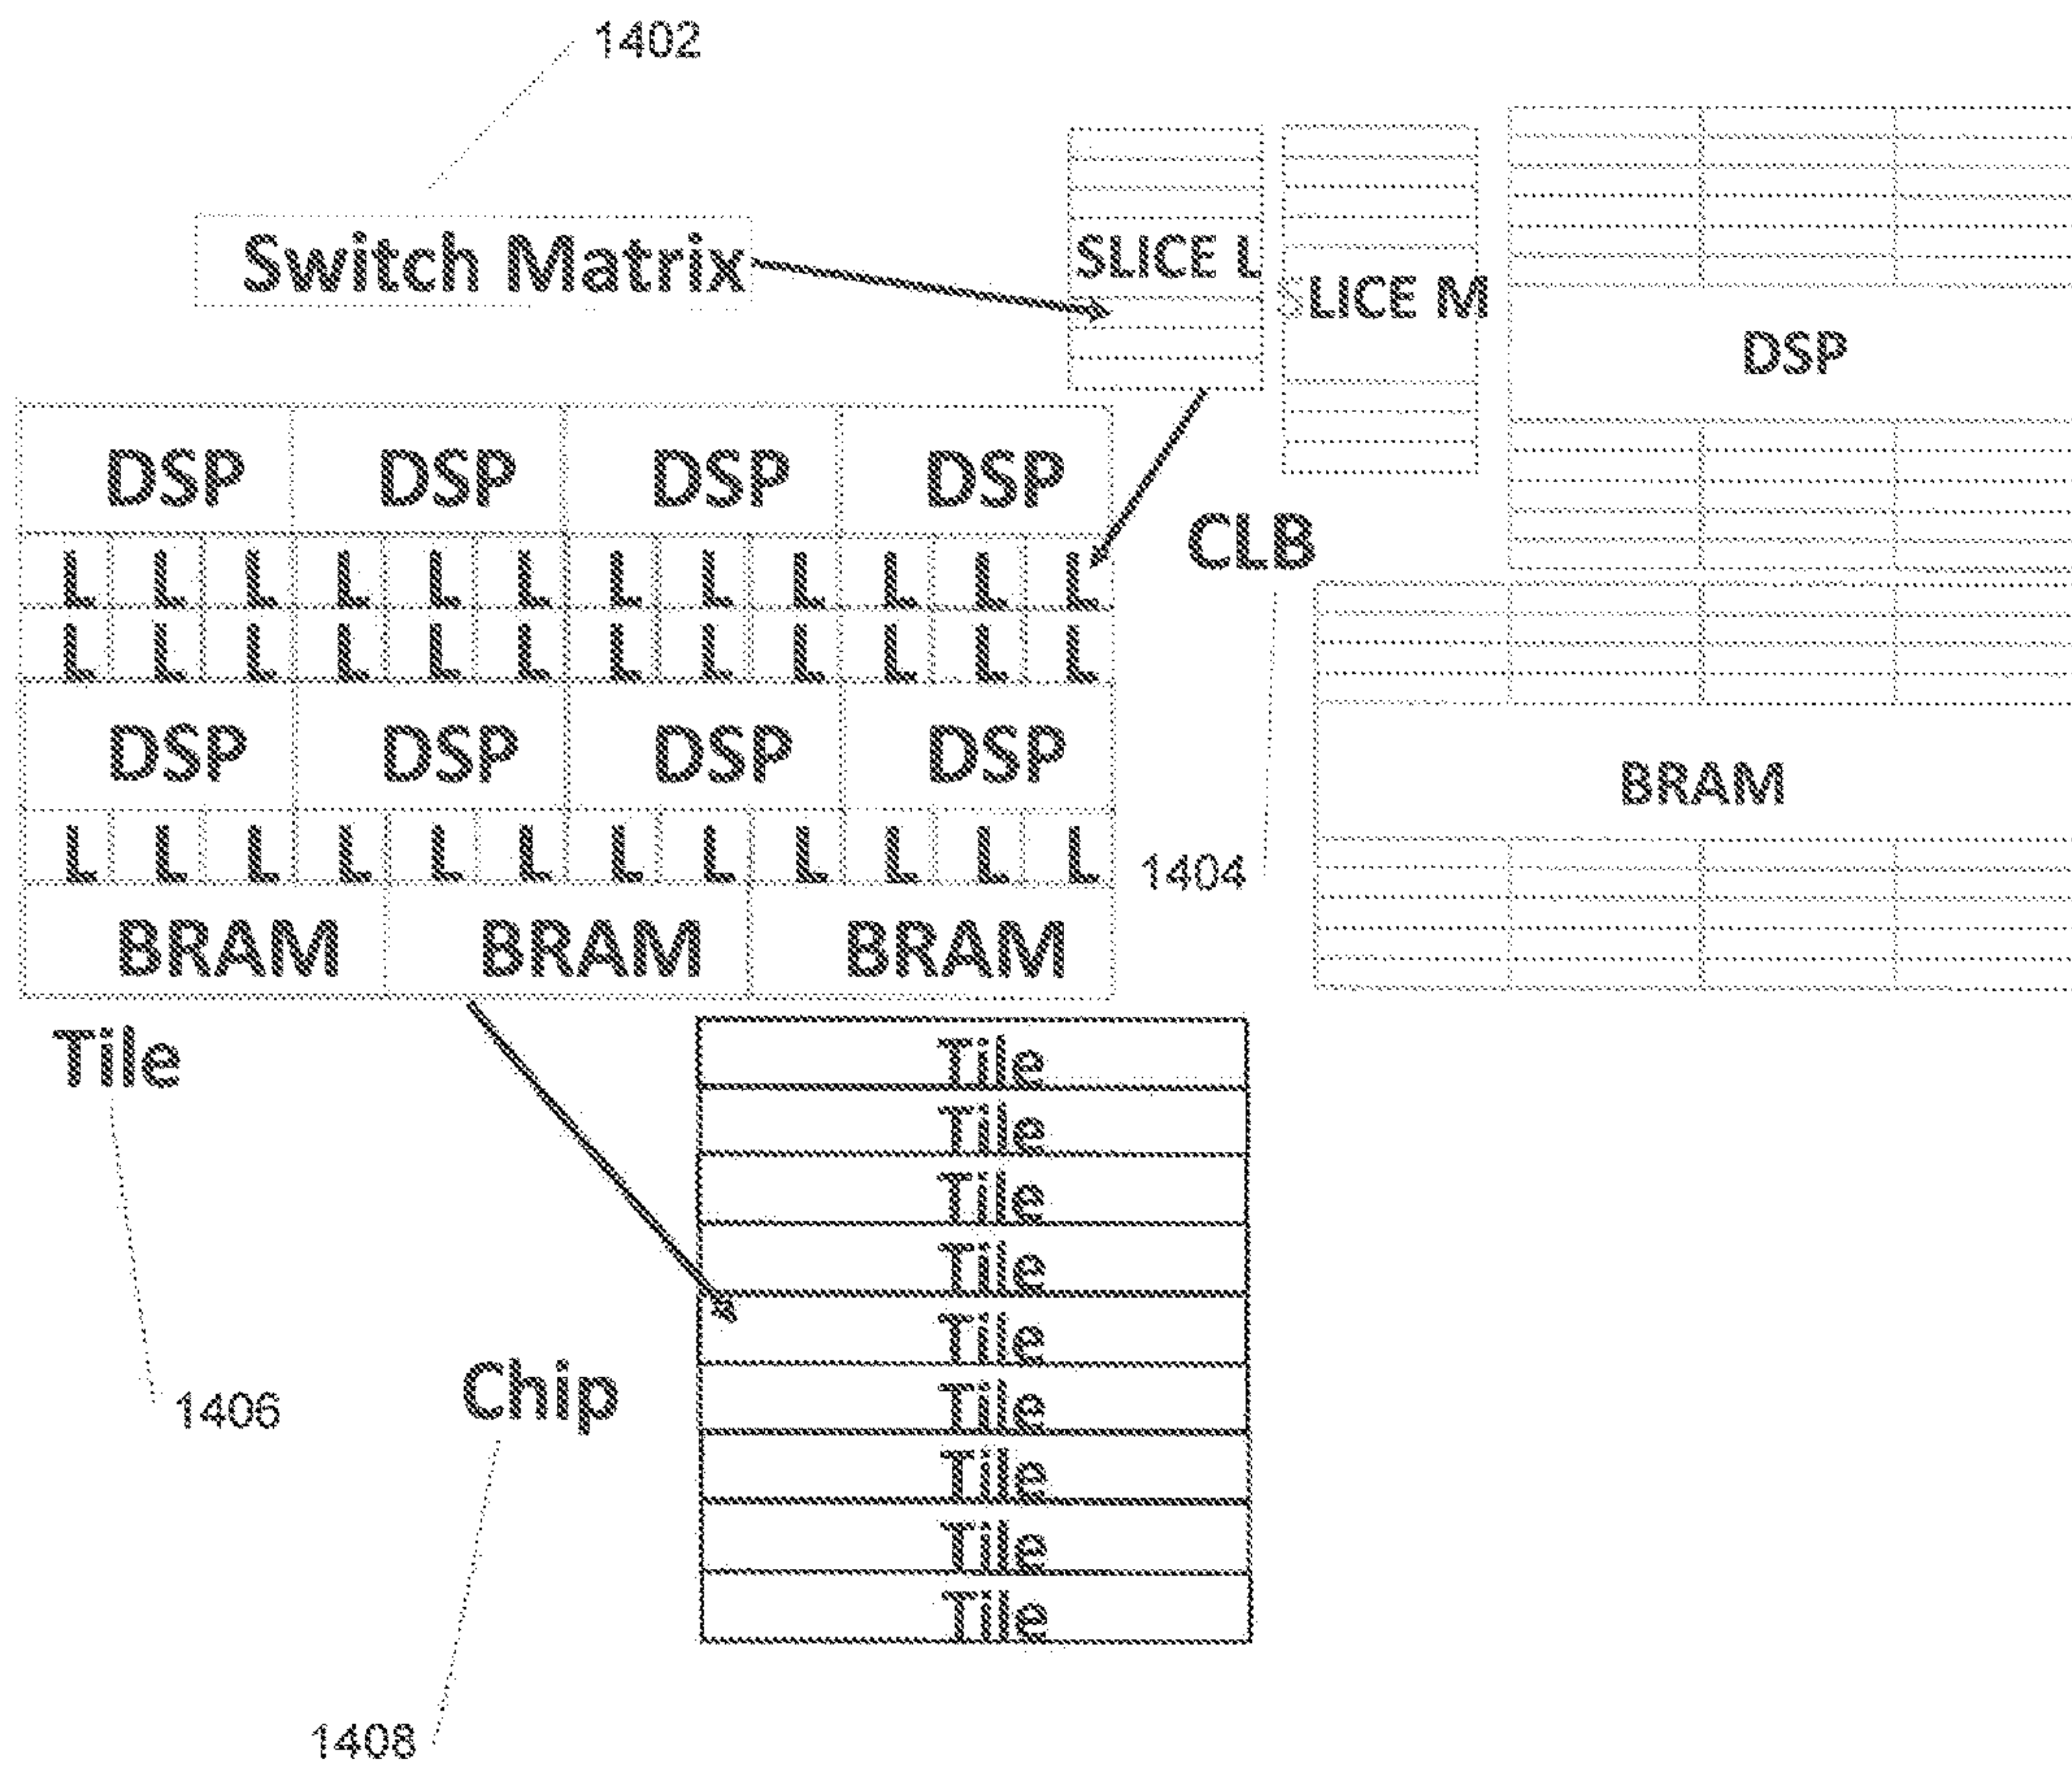 1402
Switch Matrix
SLICE L
SLICE M
DSP
DSP DSP DSP DSP
CLB
L L L L L L L L L L L L
L L L L L L L L L L L L
DSP DSP DSP DSP
BRAM
L L L L L L L L L L L L
1404
BRAM BRAM BRAM
Tile
Tile
Tile
Tile
Tile
Tile
Tile
Tile
Tile
Tile
1406
Chip
1408